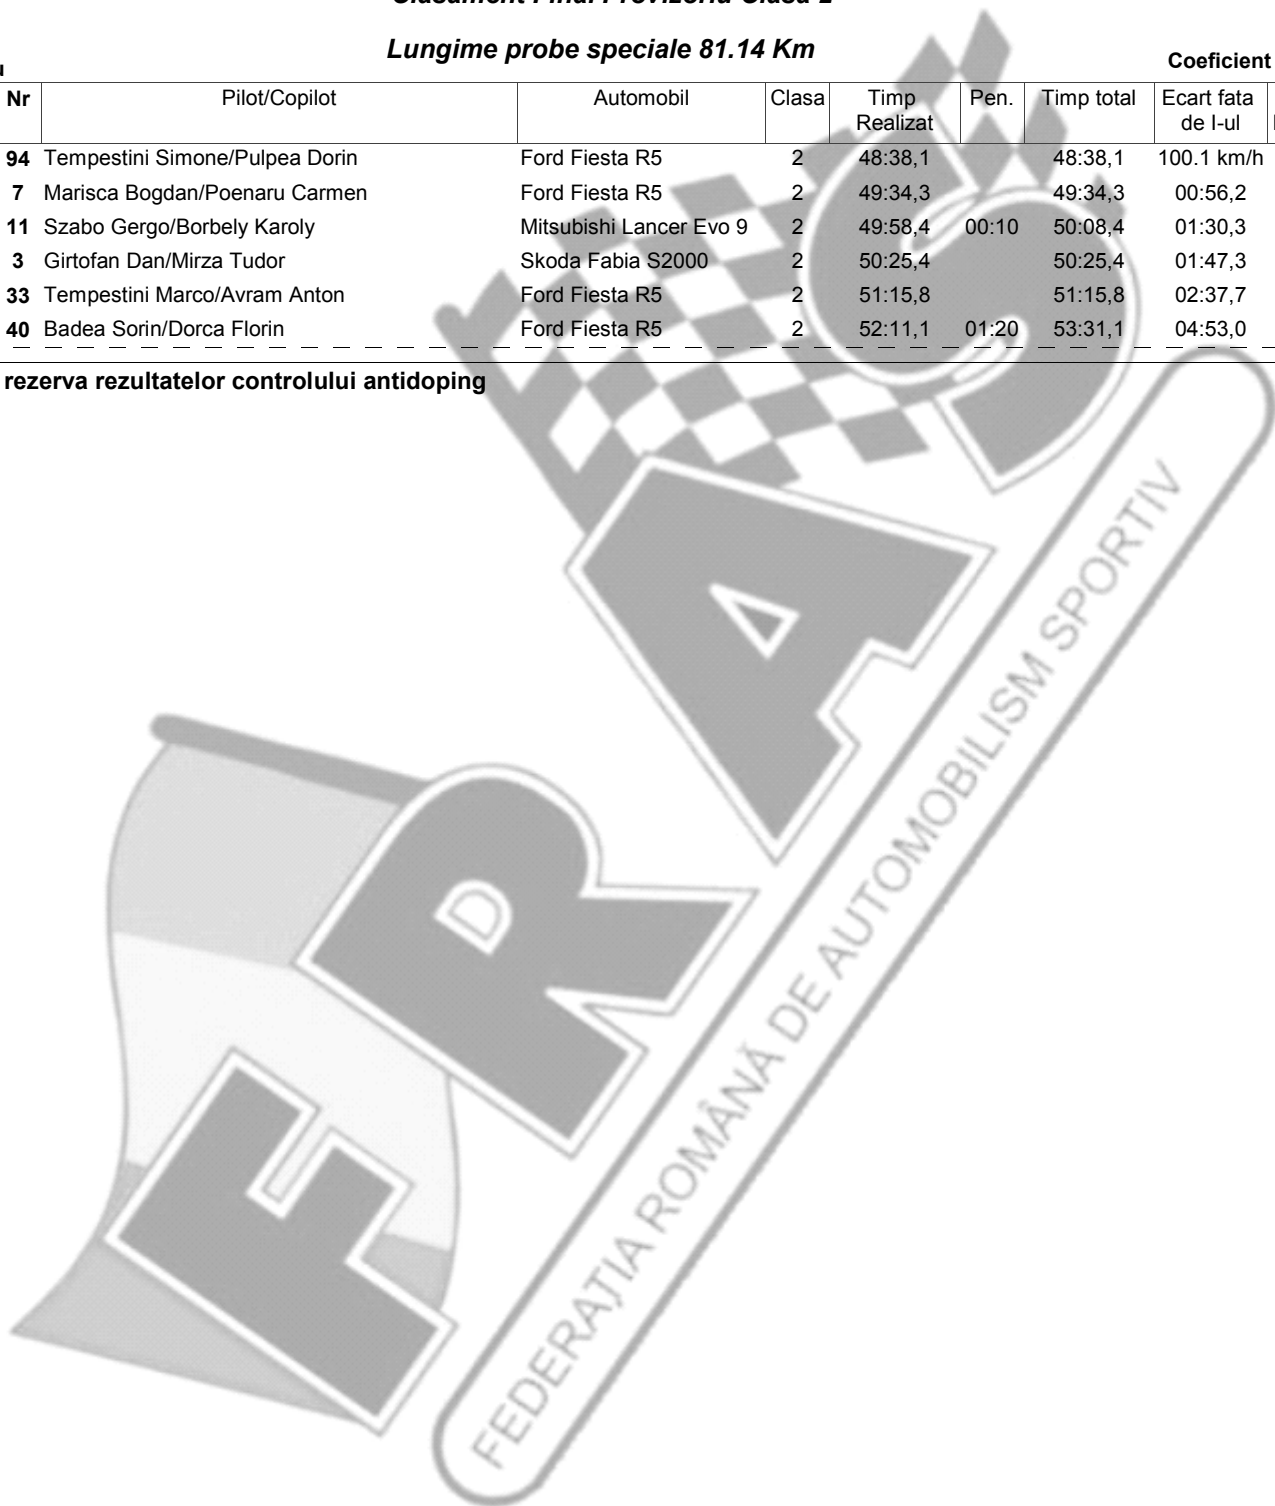 Clasament Final Provizoriu Clasa 2
Lungime probe speciale 81.14 Km
Coeficient
Nr Pilot/Copilot Automobil Clasa Timp Realizat Pen. Timp total Ecart fata de I-ul
94 Tempestini Simone/Pulpea Dorin Ford Fiesta R5 2 48:38,1 48:38,1 100.1 km/h
7 Marisca Bogdan/Poenaru Carmen Ford Fiesta R5 2 49:34,3 49:34,3 00:56,2
11 Szabo Gergo/Borbely Karoly Mitsubishi Lancer Evo 9 2 49:58,4 00:10 50:08,4 01:30,3
3 Girtofan Dan/Mirza Tudor Skoda Fabia S2000 2 50:25,4 50:25,4 01:47,3
33 Tempestini Marco/Avram Anton Ford Fiesta R5 2 51:15,8 51:15,8 02:37,7
40 Badea Sorin/Dorca Florin Ford Fiesta R5 2 52:11,1 01:20 53:31,1 04:53,0
rezerva rezultatelor controlului antidoping
FRAS
FEDERAŢIA ROMÂNĂ DE AUTOMOBILISM SPORTIV